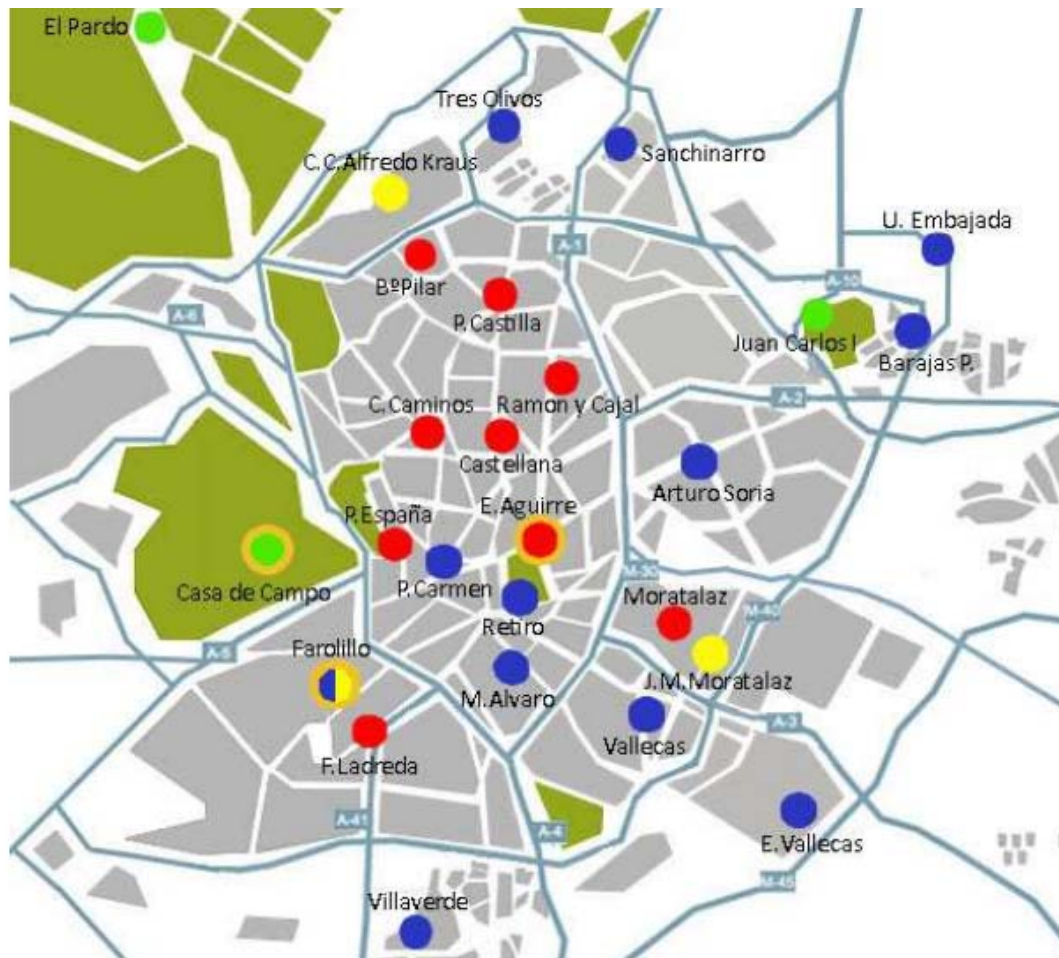 El Pardo
Tres Olivos
Sanchinarro
C.C.Alfredo Kraus
U. Embajada
A-1
BºPilar
A-10
P.Castilla
A-6
Juan Carlos I
Barajas P.
C.Caminos
Ramon y Cajal
A-2
Castellana
Arturo Soria
P.España
E.Aguirre
P.Carmen
M-30
Casa de Campo
Moratalaz
M-40
Retiro
A-5
Farolillo
J.M.Moratalaz
M.Alvaro
A-3
Vallecas
F.Ladreda
A-41
A-4
E.Vallecas
M-45
Villaverde